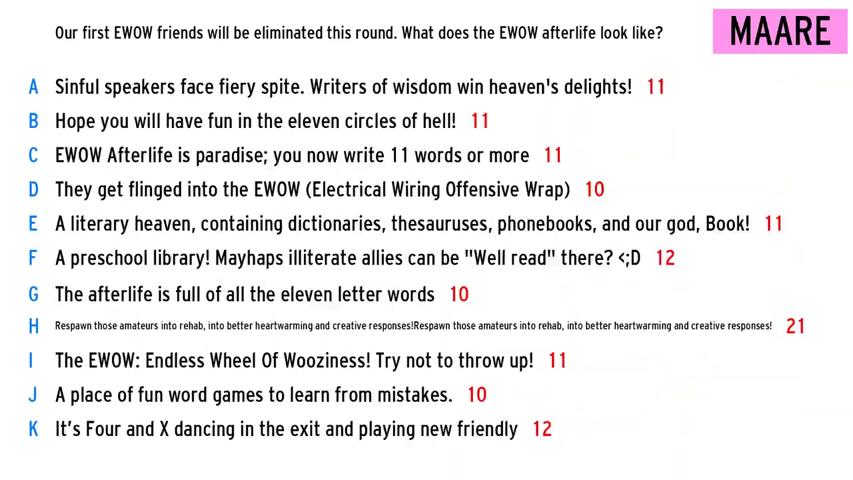 Our first EWOW friends will be eliminated this round. What does the EWOW afterlife look like?
MAARE
A Sinful speakers face fiery spite. Writers of wisdom win heaven's delights! 11
B Hope you will have fun in the eleven circles of hell! 11
C EWOW Afterlife is paradise; you now write 11 words or more 11
D They get flinged into the EWOW (Electrical Wiring Offensive Wrap) 10
E A literary heaven, containing dictionaries, thesauruses, phonebooks, and our god, Book! 11
F A preschool library! Mayhaps illiterate allies can be "Well read" there? <;D 12
G The afterlife is full of all the eleven letter words 10
H Respawn those amateurs into rehab, into better heartwarming and creative responses!Respawn those amateurs into rehab, into better heartwarming and creative responses! 21
I The EWOW: Endless Wheel Of Wooziness! Try not to throw up! 11
J A place of fun word games to learn from mistakes. 10
K It's Four and X dancing in the exit and playing new friendly 12